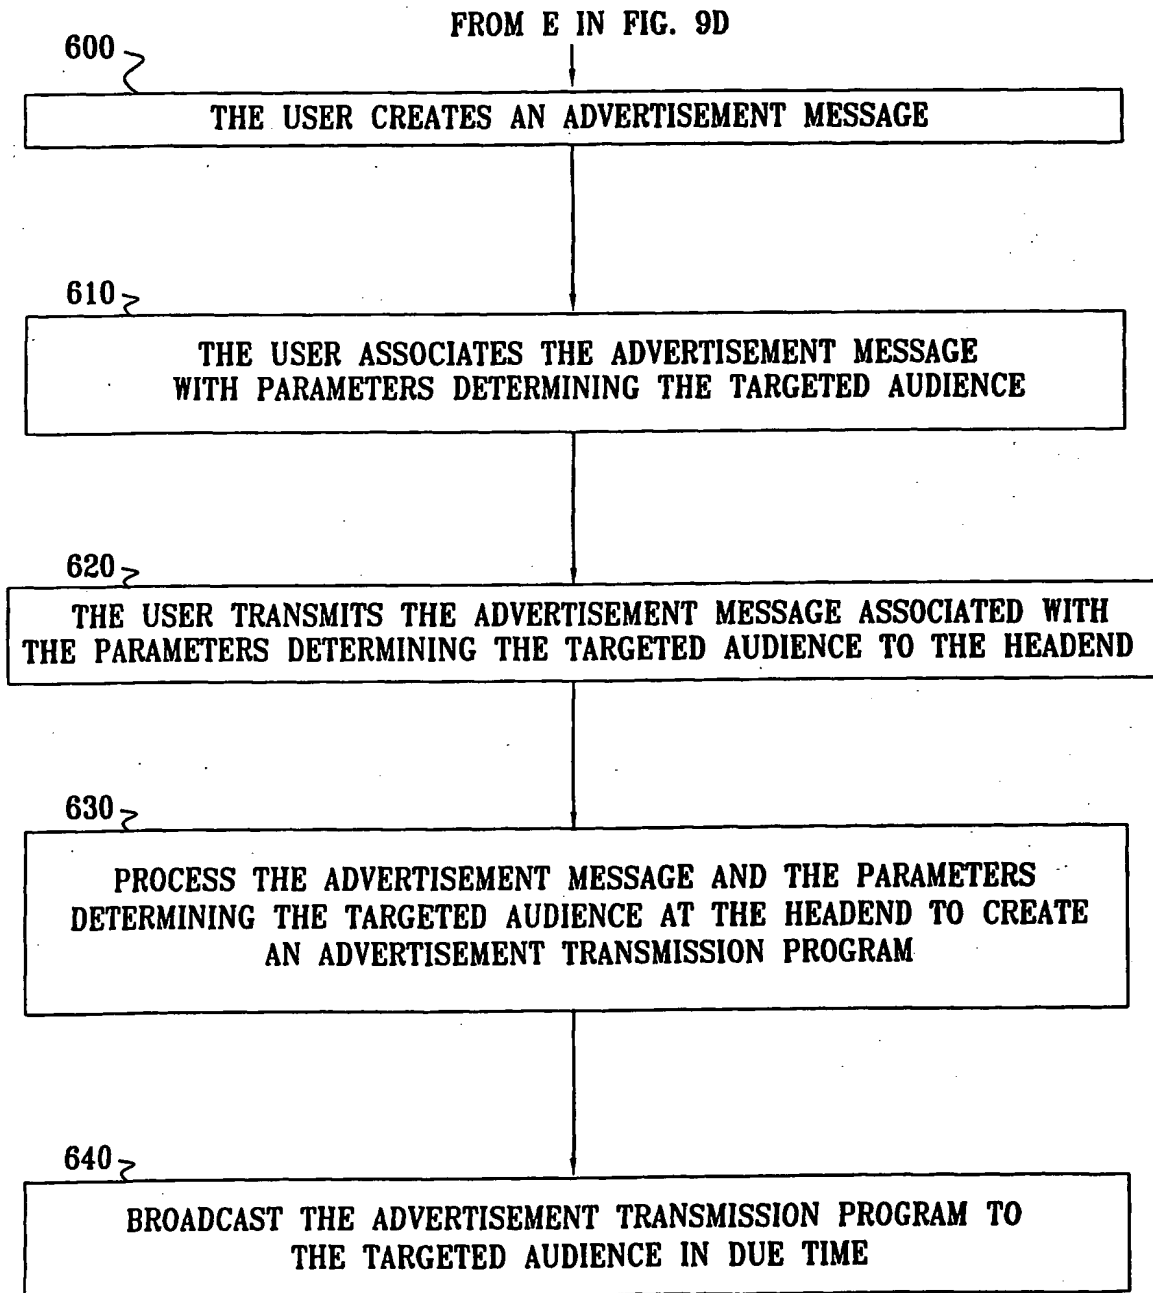 FROM E IN FIG. 9D
600
THE USER CREATES AN ADVERTISEMENT MESSAGE
610
THE USER ASSOCIATES THE ADVERTISEMENT MESSAGE
WITH PARAMETERS DETERMINING THE TARGETED AUDIENCE
620
THE USER TRANSMITS THE ADVERTISEMENT MESSAGE ASSOCIATED WITH
THE PARAMETERS DETERMINING THE TARGETED AUDIENCE TO THE HEADEND
630
PROCESS THE ADVERTISEMENT MESSAGE AND THE PARAMETERS
DETERMINING THE TARGETED AUDIENCE AT THE HEADEND TO CREATE
AN ADVERTISEMENT TRANSMISSION PROGRAM
640
BROADCAST THE ADVERTISEMENT TRANSMISSION PROGRAM TO
THE TARGETED AUDIENCE IN DUE TIME